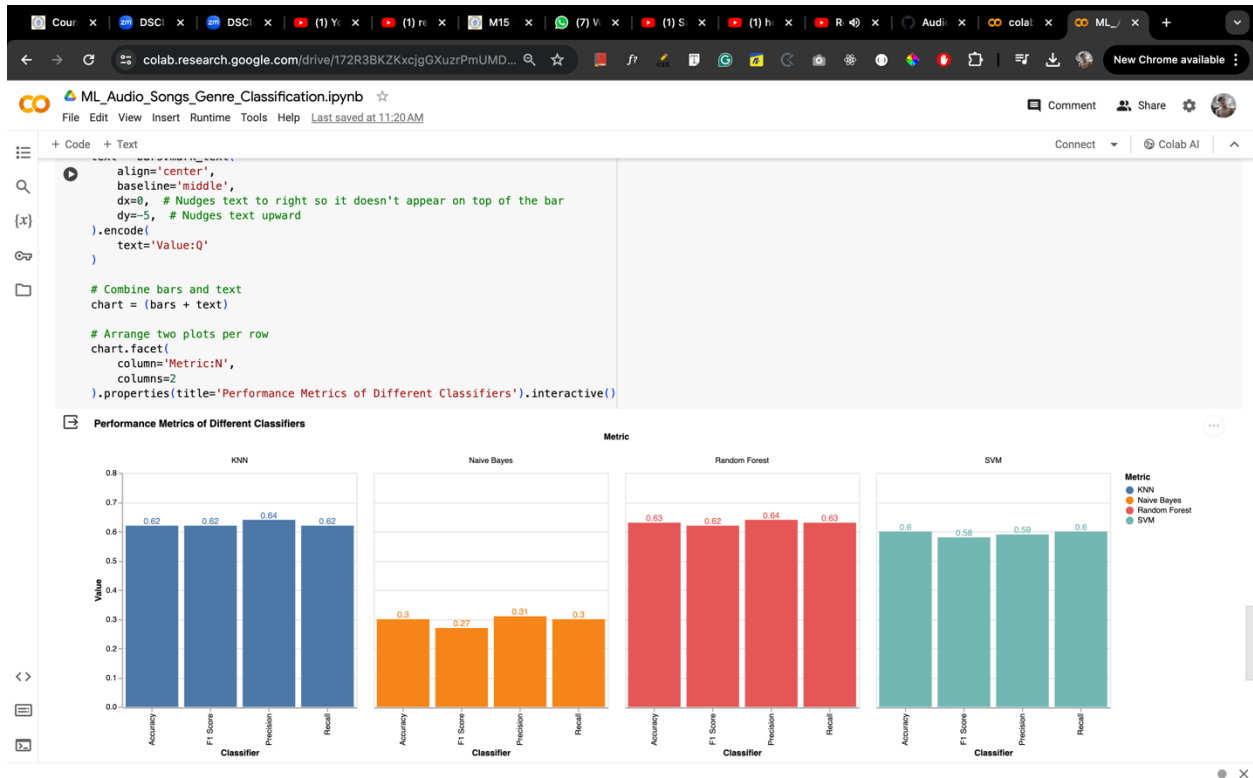 Cour:
DSCI
DSCI
(1) Yc
(1) re
M15
(7) V
(1) S
(1) h
R
Audi
colab
ML_/
colab.research.google.com/drive/172R3BKZKxcjgGXuzrPmUMD...
New Chrome available
ML_Audio_Songs_Genre_Classification.ipynb
Comment
Share
File Edit View Insert Runtime Tools Help Last saved at 11:20 AM
+ Code + Text
Connect
Colab AI
align='center',
baseline='middle',
dx=0,  # Nudges text to right so it doesn't appear on top of the bar
dy=-5,  # Nudges text upward
).encode(
text='Value:Q'
)
# Combine bars and text
chart = (bars + text)
# Arrange two plots per row
chart.facet(
column='Metric:N',
columns=2
).properties(title='Performance Metrics of Different Classifiers').interactive()
Performance Metrics of Different Classifiers
Metric
KNN
Naive Bayes
Random Forest
SVM
Value
0.8
0.7
0.6
0.5
0.4
0.3
0.2
0.1
0.0
0.62 0.62 0.64 0.62
0.3 0.27 0.31 0.3
0.63 0.62 0.64 0.63
0.6 0.58 0.59 0.6
Accuracy F1 Score Precision Recall
Accuracy F1 Score Precision Recall
Accuracy F1 Score Precision Recall
Accuracy F1 Score Precision Recall
Classifier
Classifier
Classifier
Classifier
Metric
KNN
Naive Bayes
Random Forest
SVM